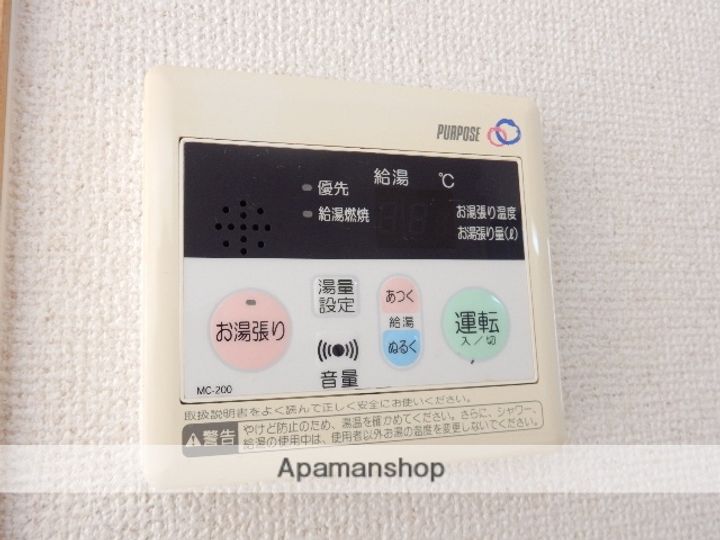 PURPOSE
給湯 ℃
優先
給湯燃焼
お湯張り温度
お湯張り量(ℓ)
お湯張り
湯量
設定
音量
あつく
給湯
ぬるく
運転
入/切
MC-200
取扱説明書をよく読んで正しく安全にお使いください。
警告
やけど防止のため、湯温を確かめてください。さらに、シャワー、
給湯の使用中は、使用者以外お湯の温度を変更しないでください。
Apamanshop